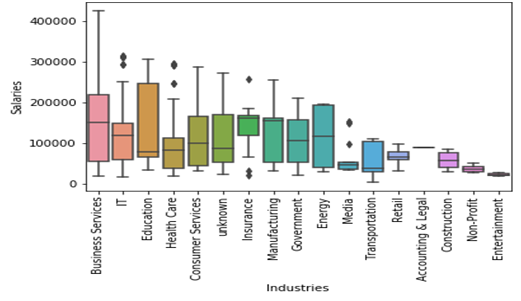 400000
300000
200000
100000
0
Salaries
Business Services
IT
Education
Health Care
Consumer Services
unknown
Insurance
Manufacturing
Government
Energy
Media
Transportation
Retail
Accounting & Legal
Construction
Non-Profit
Entertainment
Industries